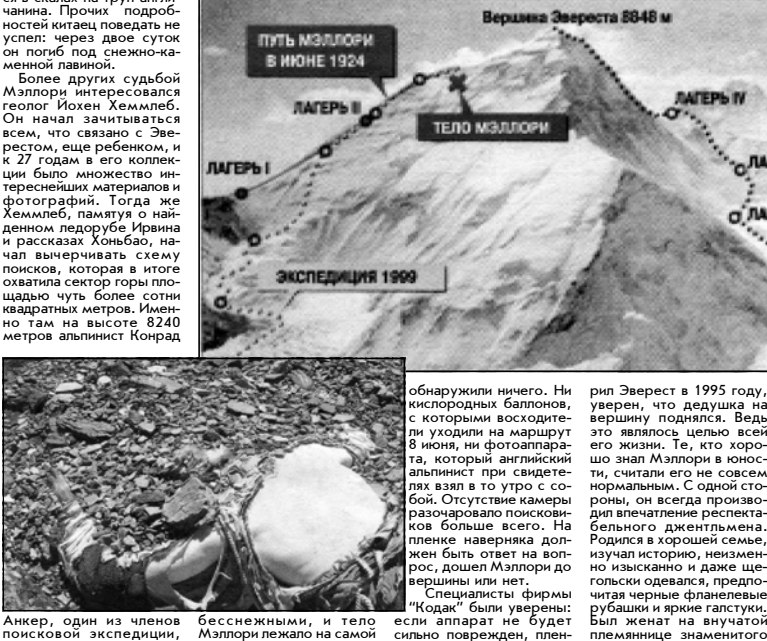 ся в скалах на труп англи-
чанина. Прочих подроб-
ностей китаец поведать не
успел: через двое суток
он погиб под снежно-ка-
менной лавиной.
Более других судьбой
Мэллори интересовался
геолог Йохен Хеммлеб.
Он начал зачитываться
всем, что связано с Эве-
рестом, еще ребенком, и
к 27 годам в его коллек-
ции было множество ин-
тереснейших материалов и
фотографий. Тогда же
Хеммлеб, памятуя о най-
денном ледорубе Ирвина
и рассказах Хоньбао, на-
чал вычерчивать схему
поисков, которая в итоге
охватила сектор горы пло-
щадью чуть более сотни
квадратных метров. Имен-
но там на высоте 8240
метров альпинист Конрад
Вершина Эвереста 8848 м
ПУТЬ МЭЛЛОРИ
В ИЮНЕ 1924
ЛАГЕРЬ II
ЛАГЕРЬ IV
ТЕЛО МЭЛЛОРИ
ЛАГЕРЬ I
ЛА
ЛА
ЭКСПЕДИЦИЯ 1999
Анкер, один из членов
поисковой экспедиции,
бесснежными, и тело
Мэллори лежало на самой
обнаружили ничего. Ни
кислородных баллонов,
с которыми восходите-
ли уходили на маршрут
8 июня, ни фотоаппара-
та, который английский
альпинист при свидете-
лях взял в то утро с со-
бой. Отсутствие камеры
разочаровало поискови-
ков больше всего. На
пленке наверняка дол-
жен быть ответ на воп-
рос, дошел Мэллори до
вершины или нет.
Специалисты фирмы
"Кодак" были уверены:
если аппарат не будет
сильно поврежден, плен-
рил Эверест в 1995 году,
уверен, что дедушка на
вершину поднялся. Ведь
это являлось целью всей
его жизни. Те, кто хоро-
шо знал Мэллори в юнос-
ти, считали его не совсем
нормальным. С одной сто-
роны, он всегда произво-
дил впечатление респекта-
бельного джентльмена.
Родился в хорошей семье,
изучал историю, неизмен-
но изысканно и даже ще-
гольски одевался, предпо-
читая черные фланелевые
рубашки и яркие галстуки.
Был женат на внучатой
племяннице знаменитого